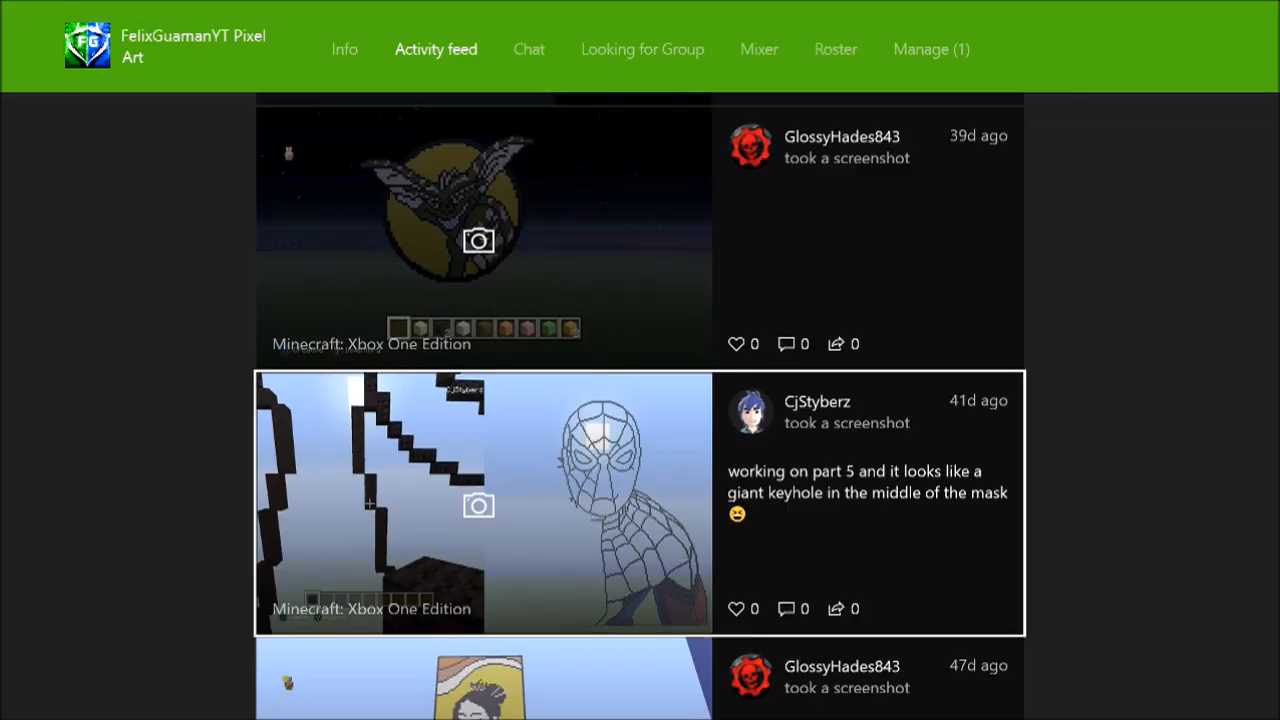 FG
FelixGuamanYT Pixel
Art
Info
Activity feed
Chat
Looking for Group
Mixer
Roster
Manage (1)
GlossyHades843
39d ago
took a screenshot
Minecraft: Xbox One Edition
0
0
0
CjStyberz
CjStyberz
41d ago
took a screenshot
working on part 5 and it looks like a
giant keyhole in the middle of the mask
😆
Minecraft: Xbox One Edition
0
0
0
GlossyHades843
47d ago
took a screenshot